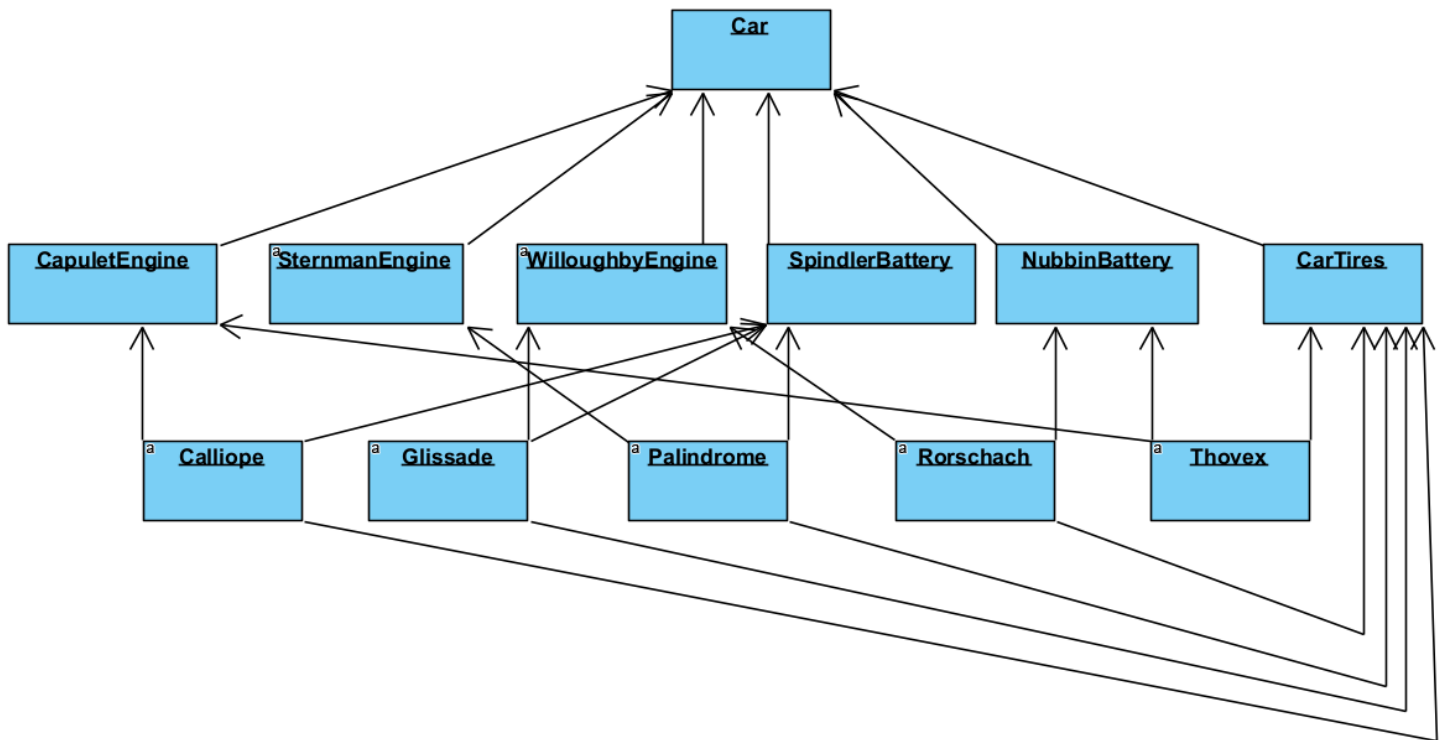 Car
CapuletEngine
a
SternmanEngine
a
WilloughbyEngine
SpindlerBattery
NubbinBattery
CarTires
a
Calliope
a
Glissade
a
Palindrome
a
Rorschach
a
Thovex